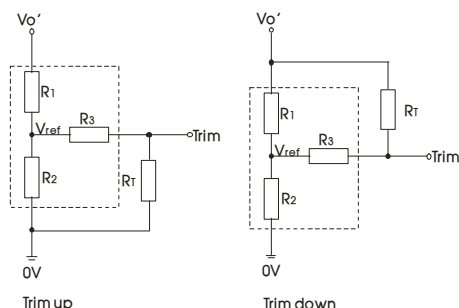 Vo’
R1
Vref
R3
Trim
R2
RT
0V
Trim up
Vo’
R1
RT
Vref
R3
Trim
R2
0V
Trim down